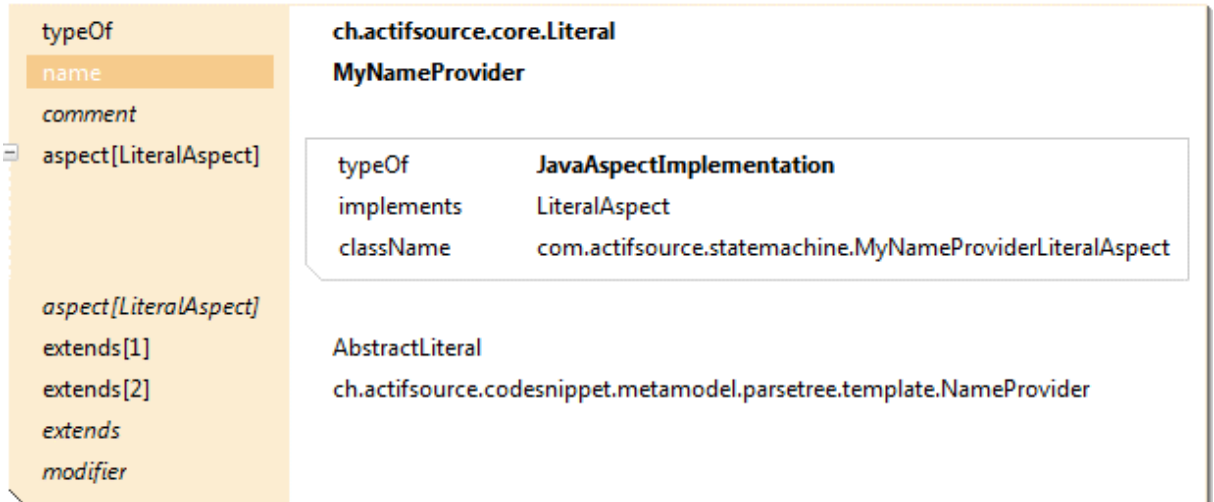 typeOf ch.actifsource.core.Literal
name MyNameProvider
comment
aspect[LiteralAspect]
typeOf JavaAspectImplementation
implements LiteralAspect
className com.actifsource.statemachine.MyNameProviderLiteralAspect
aspect[LiteralAspect]
extends[1] AbstractLiteral
extends[2] ch.actifsource.codesnippet.metamodel.parsetree.template.NameProvider
extends
modifier